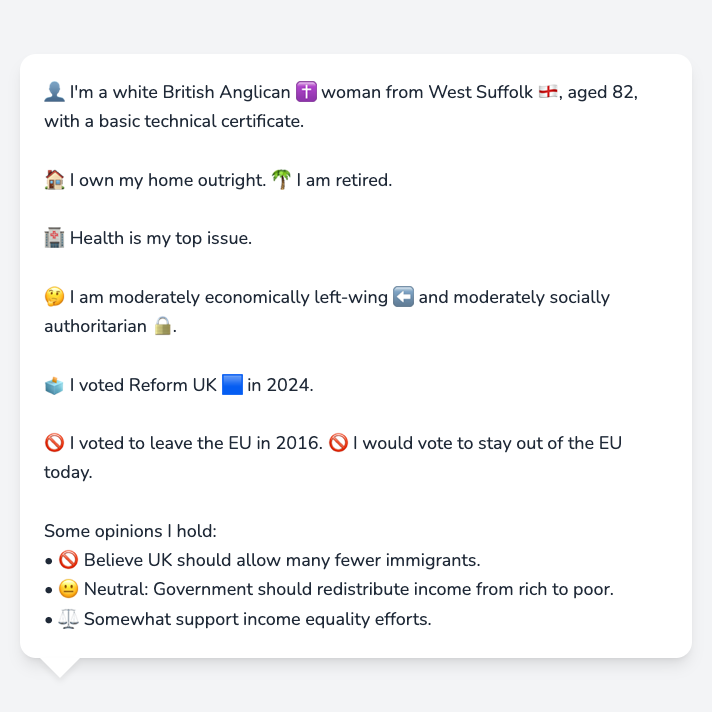 👤 I'm a white British Anglican ✝️ woman from West Suffolk 🏴󠁧󠁢󠁥󠁮󠁧󠁿, aged 82,
with a basic technical certificate.
🏠 I own my home outright. 🌴 I am retired.
🏥 Health is my top issue.
🤔 I am moderately economically left-wing ⬅️ and moderately socially
authoritarian 🔒.
🗳️ I voted Reform UK 🟦 in 2024.
🚫 I voted to leave the EU in 2016. 🚫 I would vote to stay out of the EU
today.
Some opinions I hold:
• 🚫 Believe UK should allow many fewer immigrants.
• 😐 Neutral: Government should redistribute income from rich to poor.
• ⚖️ Somewhat support income equality efforts.